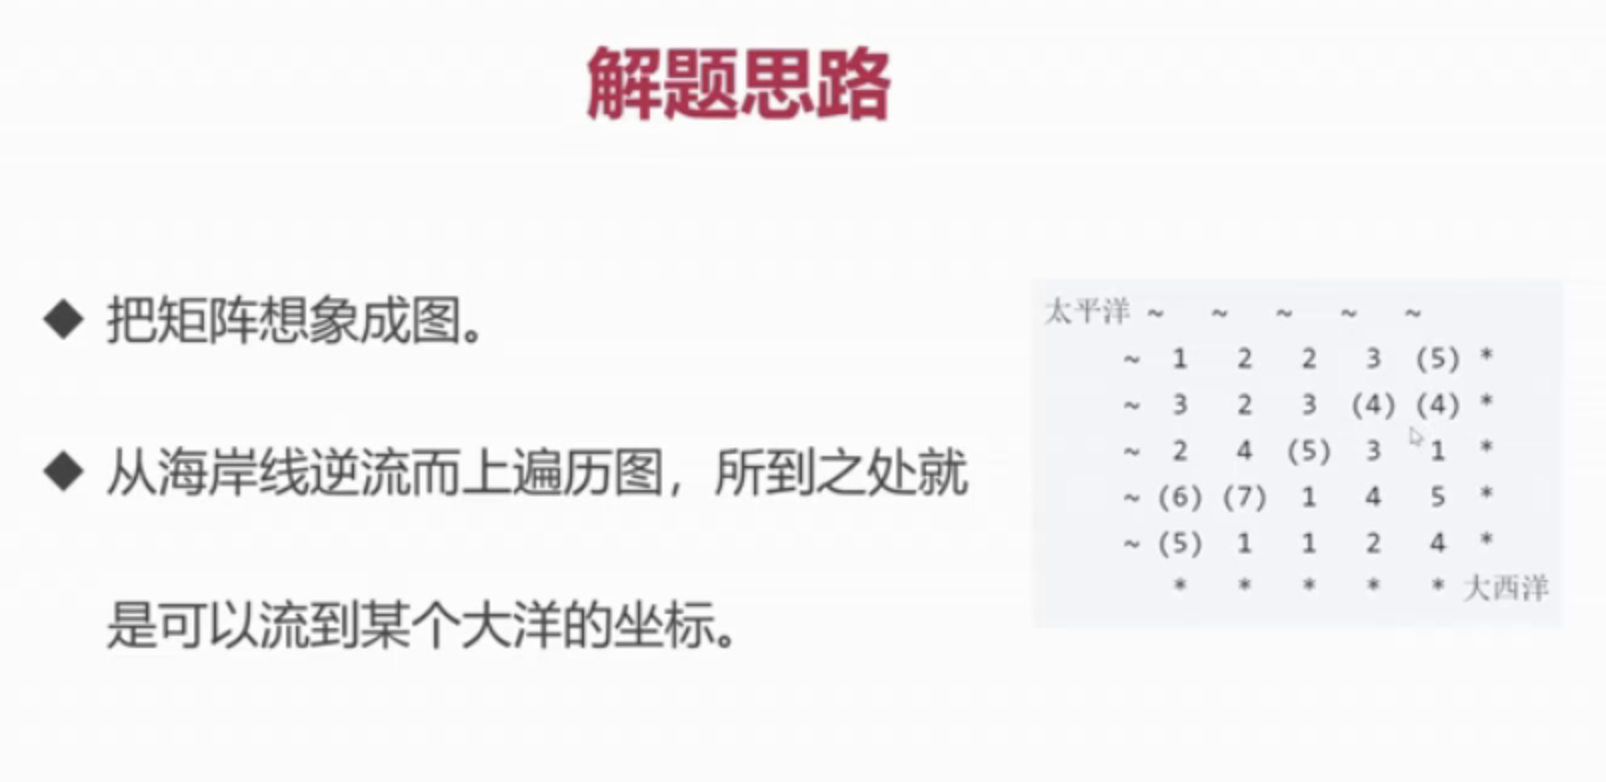 解题思路
◆ 把矩阵想象成图。
◆ 从海岸线逆流而上遍历图，所到之处就
是可以流到某个大洋的坐标。
太平洋 ~ ~ ~ ~ ~
~ 1 2 2 3 (5) *
~ 3 2 3 (4) (4) *
~ 2 4 (5) 3 1 *
~ (6) (7) 1 4 5 *
~ (5) 1 1 2 4 *
* * * * * 大西洋